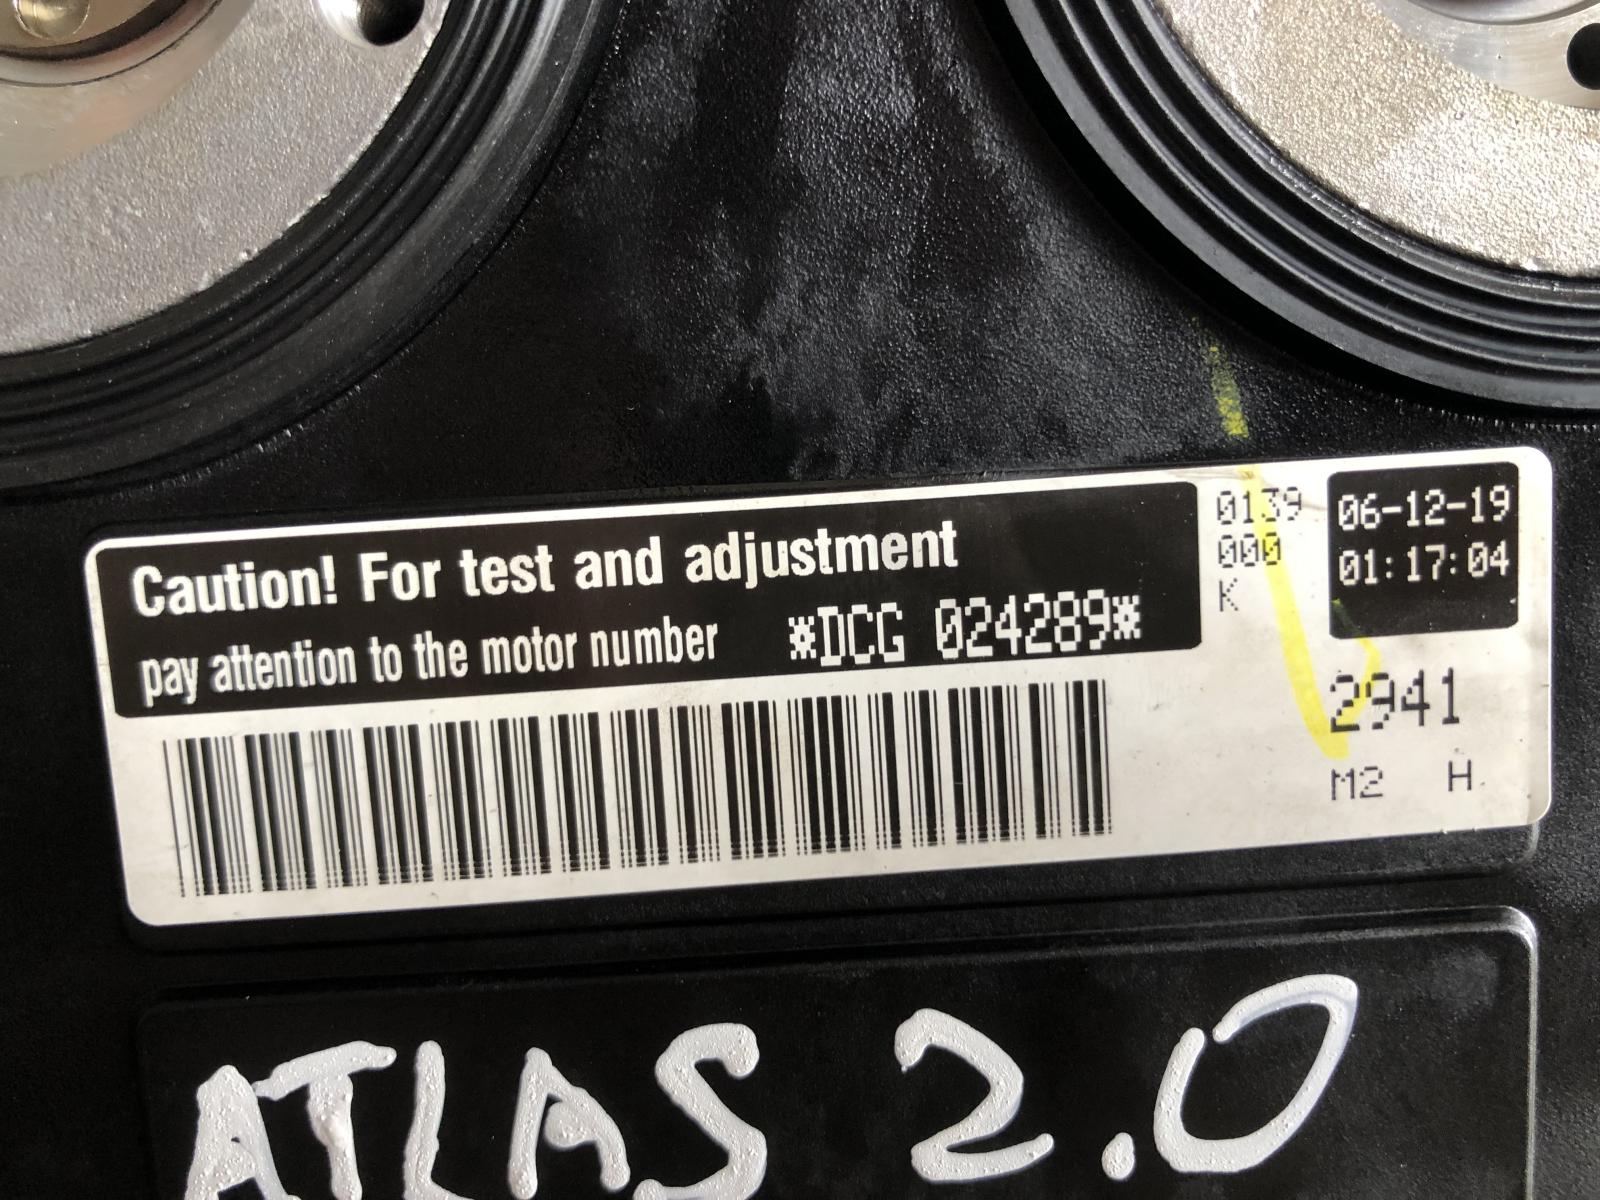 Caution! For test and adjustment
pay attention to the motor number *DCG 024289*
0139
000
K
06-12-19
01:17:04
2941
M2 H
ATLAS 2.0